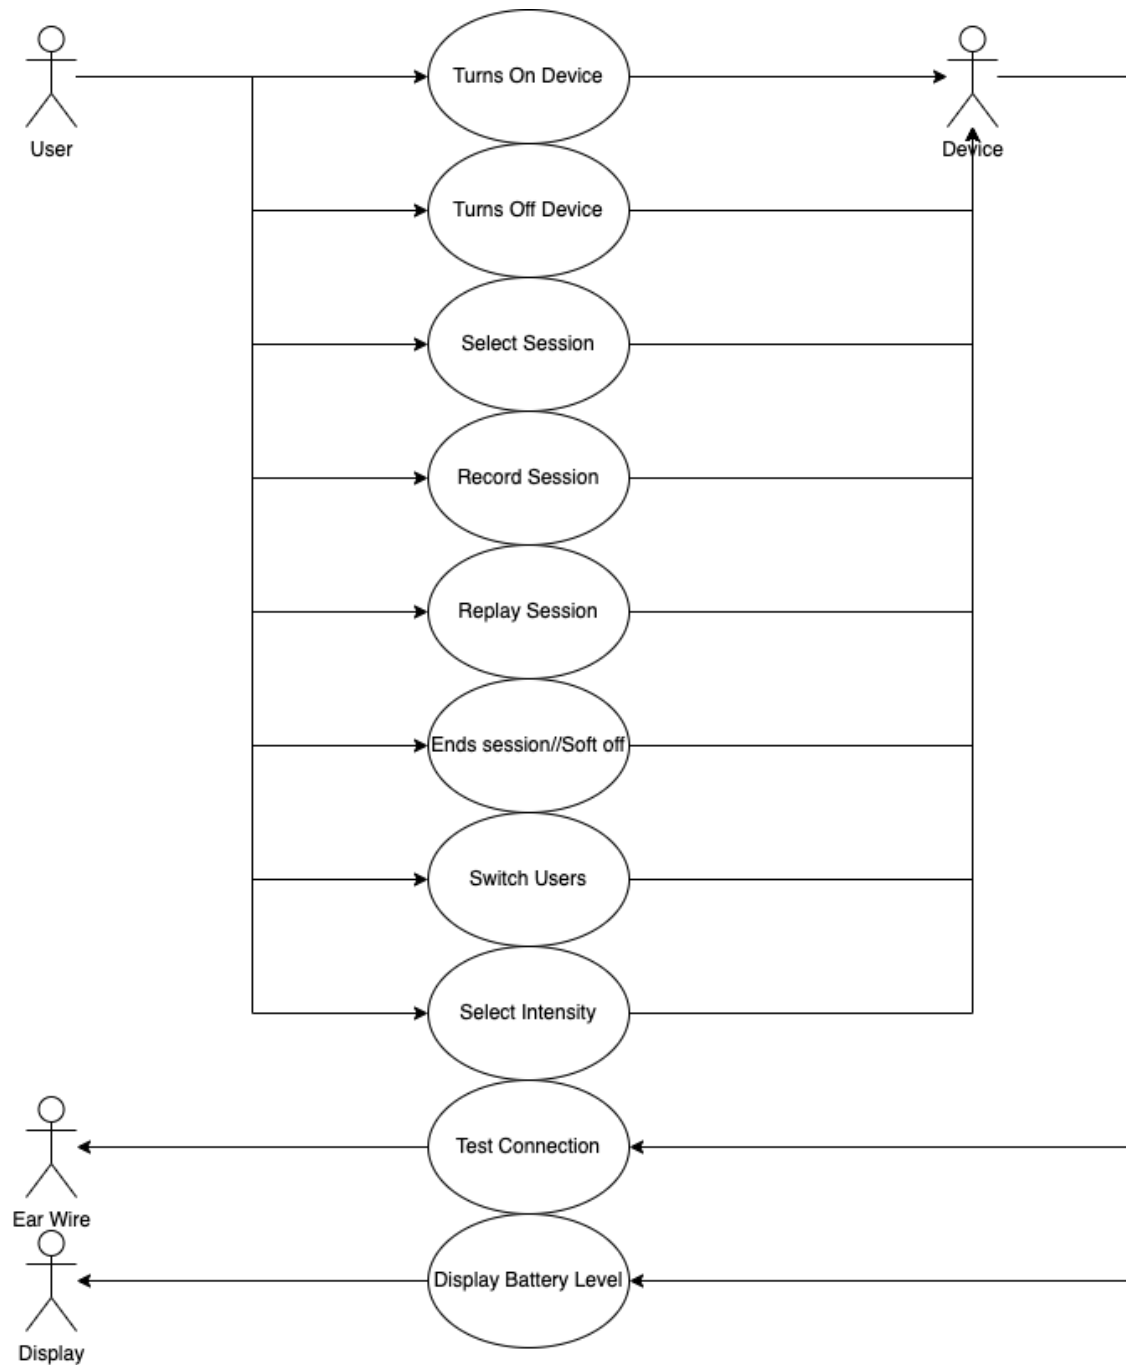 Turns On Device
User
Device
Turns Off Device
Select Session
Record Session
Replay Session
Ends session//Soft off
Switch Users
Select Intensity
Test Connection
Ear Wire
Display Battery Level
Display